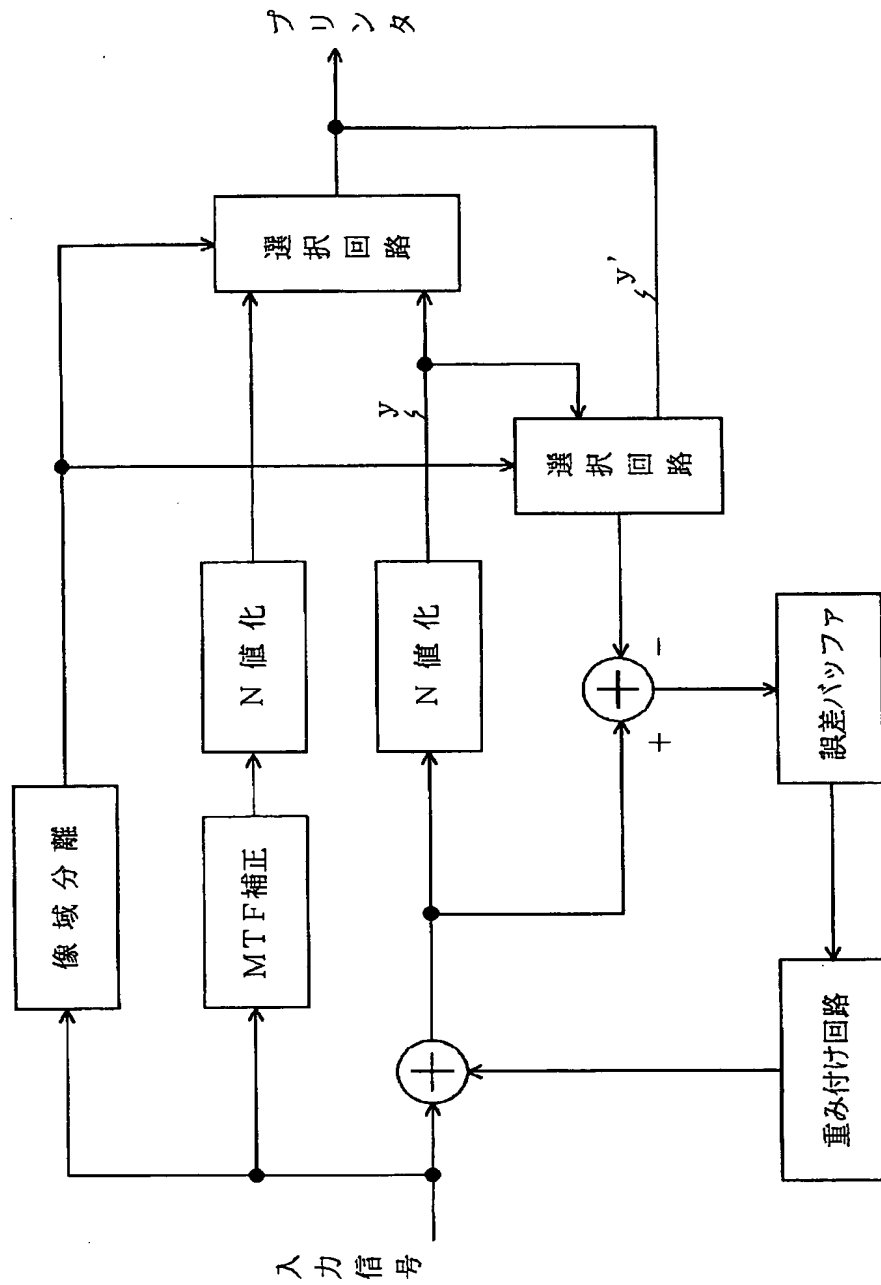 入力信号
像域分離
MTF補正
N値化
選択回路
プリンタ
N値化
y
y'
選択回路
+
−
誤差バッファ
重み付け回路